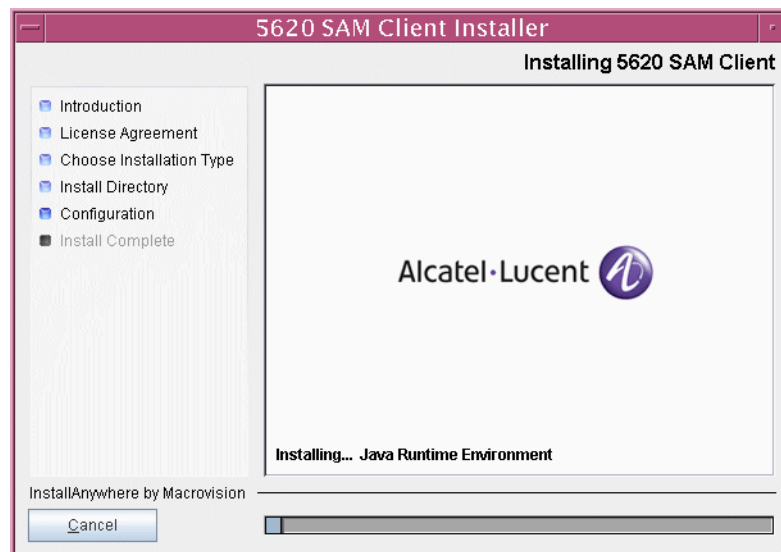 5620 SAM Client Installer
Installing 5620 SAM Client
Introduction
License Agreement
Choose Installation Type
Install Directory
Configuration
Install Complete
Alcatel·Lucent
Installing... Java Runtime Environment
InstallAnywhere by Macrovision
Cancel